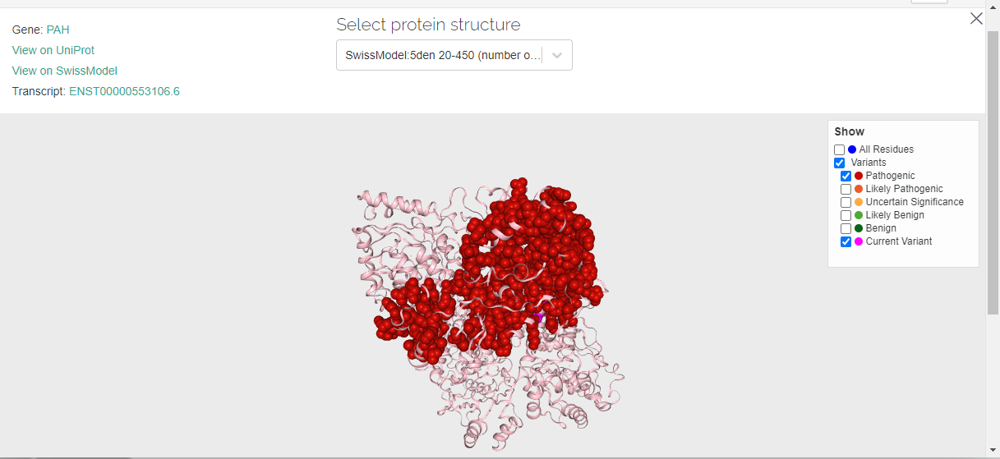 Gene: PAH
View on UniProt
View on SwissModel
Transcript: ENST00000553106.6
Select protein structure
SwissModel:5den 20-450 (number o...
Show
All Residues
Variants
Pathogenic
Likely Pathogenic
Uncertain Significance
Likely Benign
Benign
Current Variant